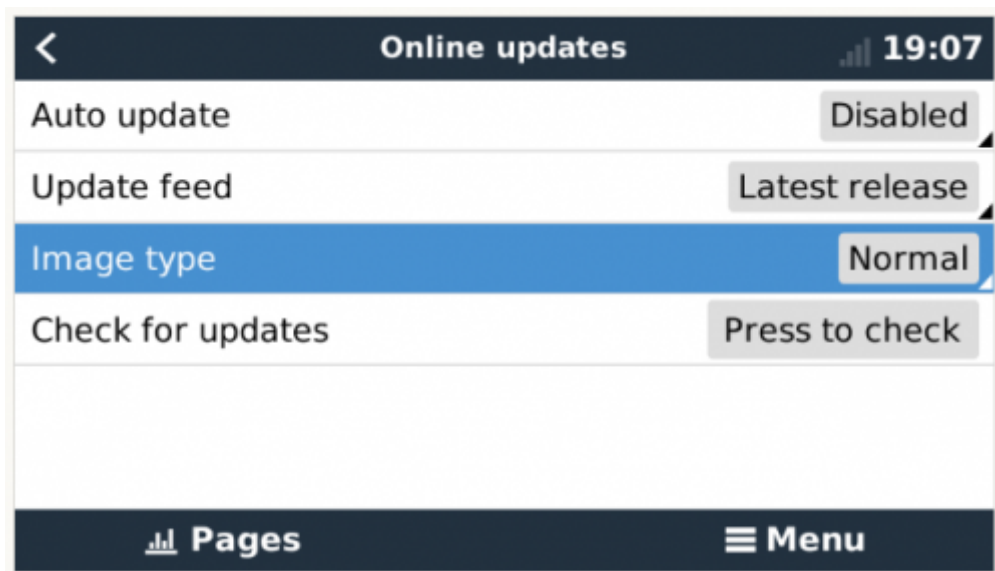 Online updates 19:07
Auto update Disabled
Update feed Latest release
Image type Normal
Check for updates Press to check
Pages Menu